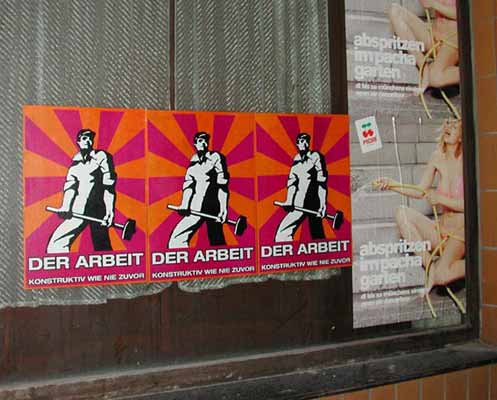 DER ARBEIT
KONSTRUKTIV WIE NIE ZUVOR
DER ARBEIT
KONSTRUKTIV WIE NIE ZUVOR
DER ARBEIT
KONSTRUKTIV WIE NIE ZUVOR
abspritzen
im pacha
garten
PACHA
abspritzen
im pacha
garten